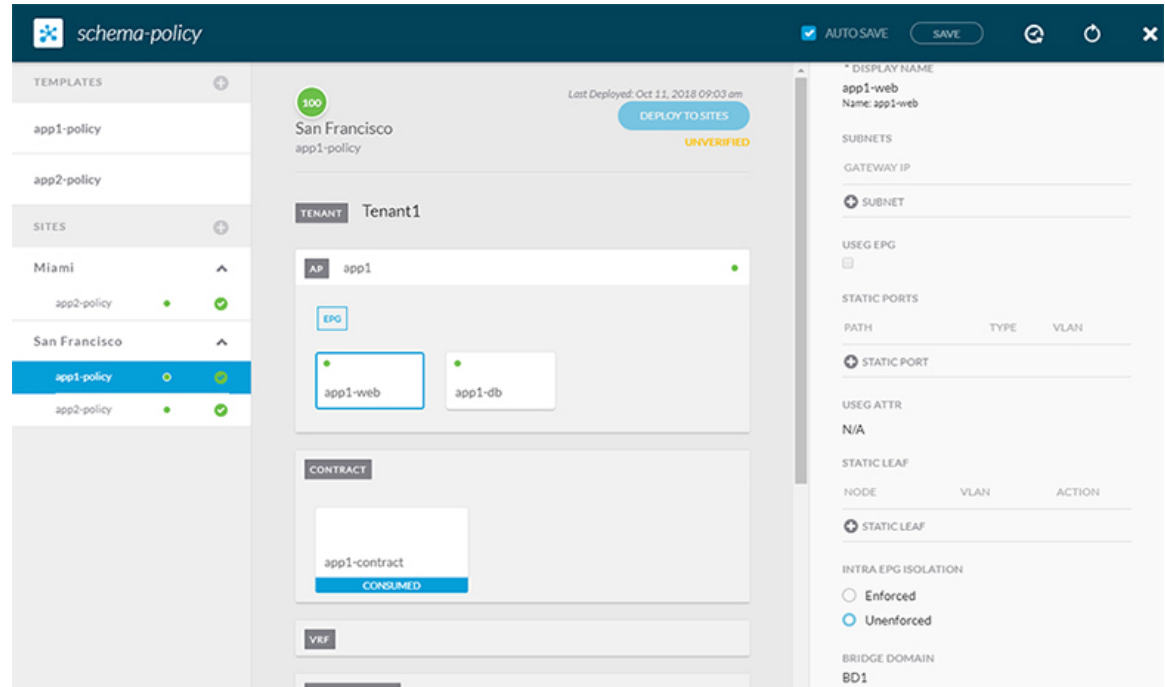 schema-policy
AUTO SAVE
SAVE
TEMPLATES
app1-policy
app2-policy
SITES
Miami
app2-policy
San Francisco
app1-policy
app2-policy
100
Last Deployed: Oct 11, 2018 09:03 am
San Francisco
DEPLOY TO SITES
app1-policy
UNVERIFIED
TENANT Tenant1
AP app1
EPG
app1-web
app1-db
CONTRACT
app1-contract
CONSUMED
VRF
* DISPLAY NAME
app1-web
Name: app1-web
SUBNETS
GATEWAY IP
SUBNET
USEG EPG
STATIC PORTS
PATH TYPE VLAN
STATIC PORT
USEG ATTR
N/A
STATIC LEAF
NODE VLAN ACTION
STATIC LEAF
INTRA EPG ISOLATION
Enforced
Unenforced
BRIDGE DOMAIN
BD1